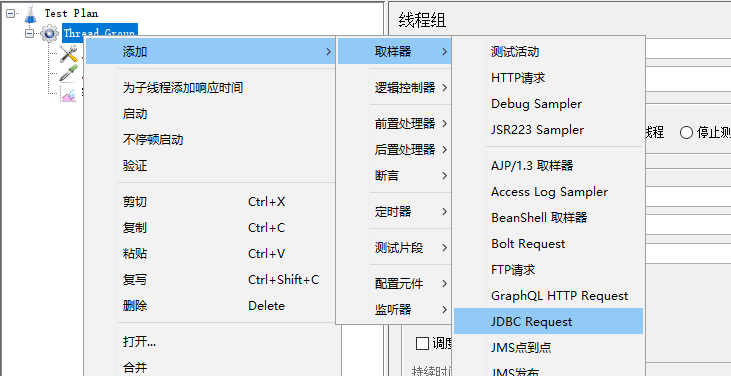 Test Plan
Thread Group
线程组
添加
为子线程添加响应时间
启动
不停顿启动
验证
剪切 Ctrl+X
复制 Ctrl+C
粘贴 Ctrl+V
复写 Ctrl+Shift+C
删除 Delete
打开...
合并
取样器
逻辑控制器
前置处理器
后置处理器
断言
定时器
测试片段
配置元件
监听器
测试活动
HTTP请求
Debug Sampler
JSR223 Sampler
AJP/1.3 取样器
Access Log Sampler
BeanShell 取样器
Bolt Request
FTP请求
GraphQL HTTP Request
JDBC Request
JMS点到点
JMS发布
线程
停止测
调度
持续时间